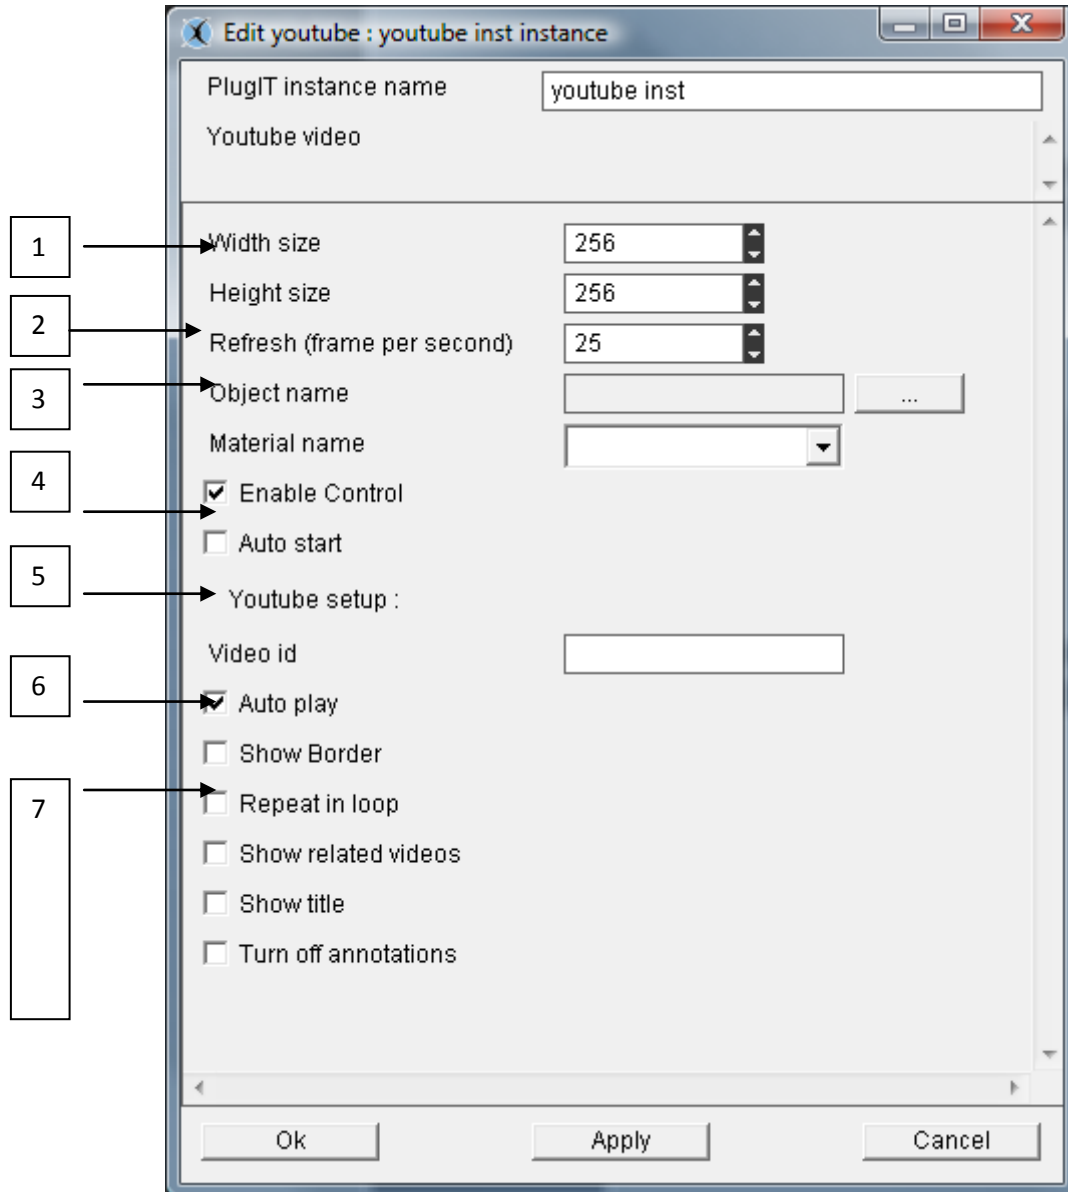 Edit youtube : youtube inst instance
PlugIT instance name youtube inst
Youtube video
1 Width size 256
Height size 256
2 Refresh (frame per second) 25
3 Object name ...
Material name
4 Enable Control
Auto start
5 Youtube setup :
Video id
6 Auto play
Show Border
7 Repeat in loop
Show related videos
Show title
Turn off annotations
Ok Apply Cancel